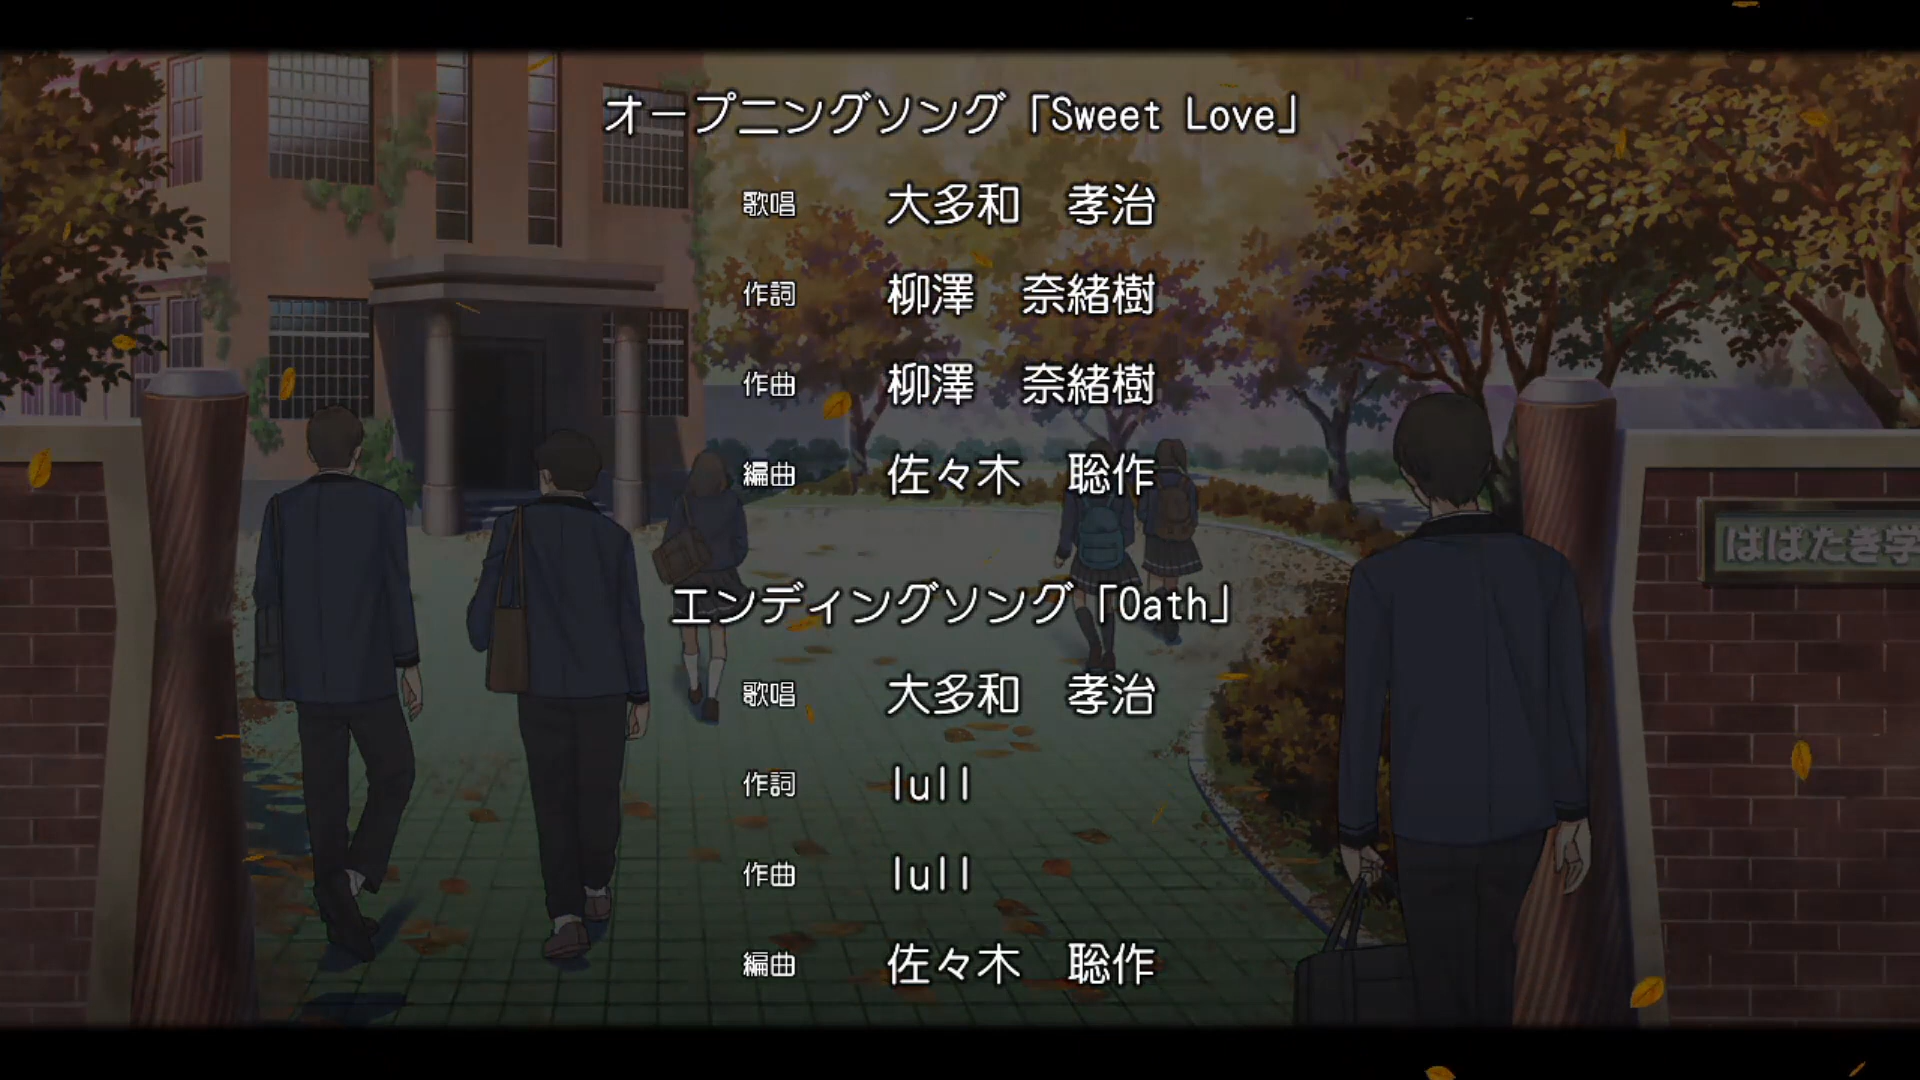 オープニングソング「Sweet Love」
歌唱　大多和　孝治
作詞　柳澤　奈緒樹
作曲　柳澤　奈緒樹
編曲　佐々木　聡作
はばたき学
エンディングソング「Oath」
歌唱　大多和　孝治
作詞　lull
作曲　lull
編曲　佐々木　聡作